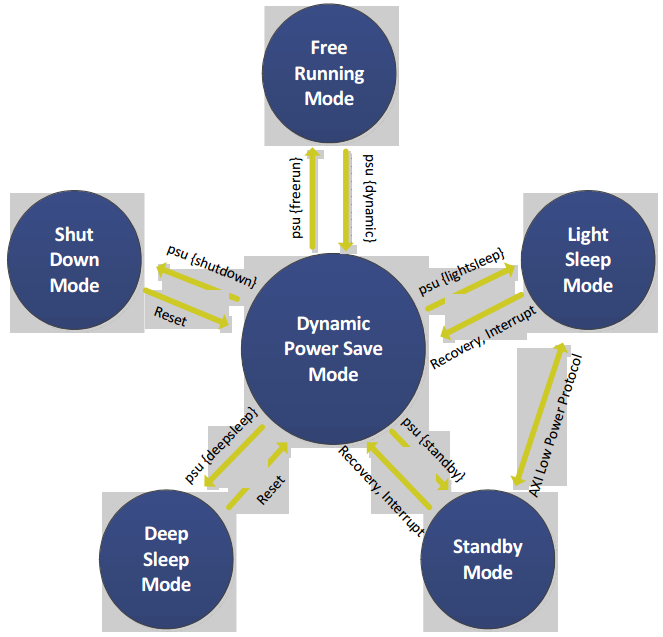 Free
Running
Mode
psu {freerun}
psu {dynamic}
Shut
Down
Mode
psu {shutdown}
Reset
Light
Sleep
Mode
psu {lightsleep}
Recovery, Interrupt
Dynamic
Power Save
Mode
AXI Low Power Protocol
psu {deepsleep}
Reset
psu {standby}
Recovery, Interrupt
Deep
Sleep
Mode
Standby
Mode